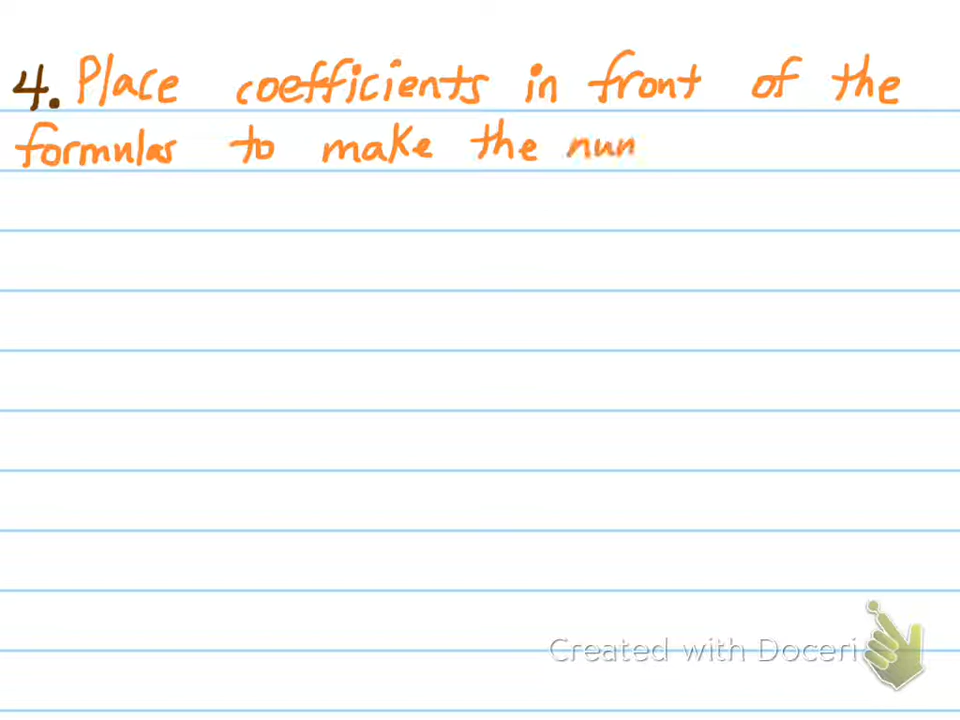 4. Place coefficients in front of the
formulas to make the nun
Created with Doceri